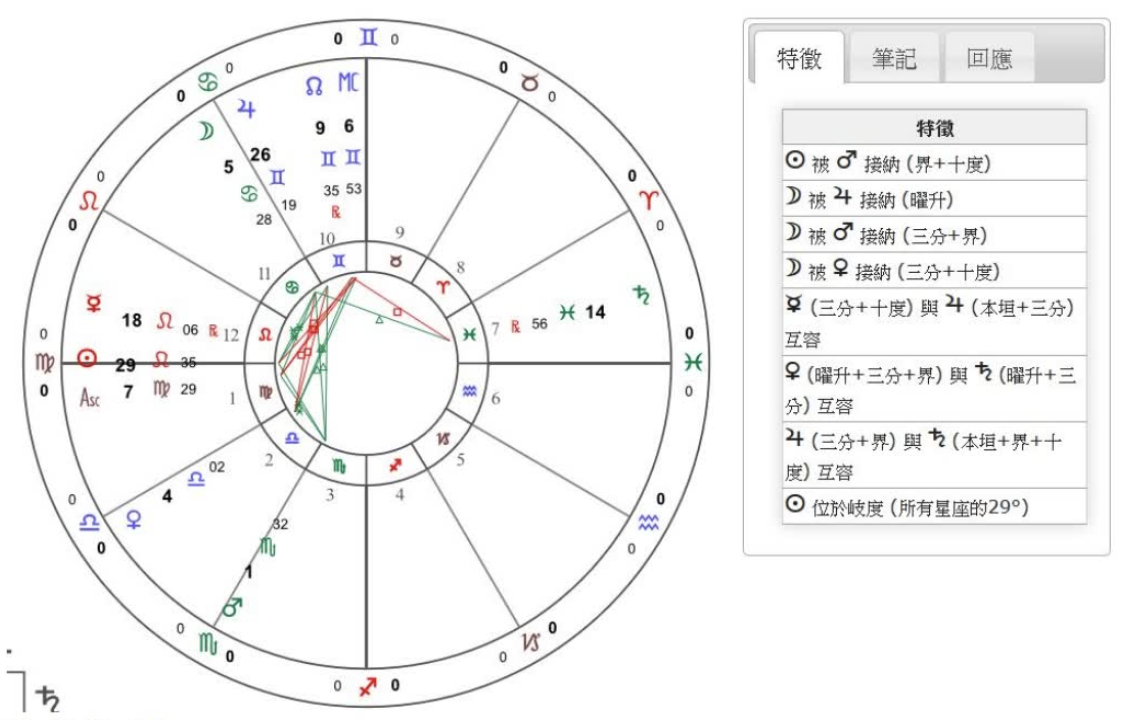 0 ♊ 0
0 ♉ 0
0 ♋ 0
♃
☊ MC
☽
9 6
5 26
♊ ♊
♋ ♊
35 53
28 19
℞
0 ♌ 0
0 ♈ 0
10 9
11 8
♊ ♉
♋ ♈
☿ 18 ♌ 06 ℞ 12
♌ ♓
7 ℞ 56 ♓ 14 ♄
0 ♍ 0
☉ 29 ♌ 35
0 ♓ 0
Asc 7 ♍ 29 1
♍ ♒ 6
♎ ♑
2 5
♏ ♐
3 4
♀ 4 ♎ 02
0 ♎ 0
0 ♒ 0
♂ 1 ♏ 32
0 ♏ 0
0 ♑ 0
0 ♐ 0
♄
特徵 筆記 回應
特徵
☉ 被 ♂ 接納 (界+十度)
☽ 被 ♃ 接納 (曜升)
☽ 被 ♂ 接納 (三分+界)
☽ 被 ♀ 接納 (三分+十度)
☿ (三分+十度) 與 ♃ (本垣+三分)
互容
♀ (曜升+三分+界) 與 ♄ (曜升+三
分) 互容
♃ (三分+界) 與 ♄ (本垣+界+十
度) 互容
☉ 位於歧度 (所有星座的29°)